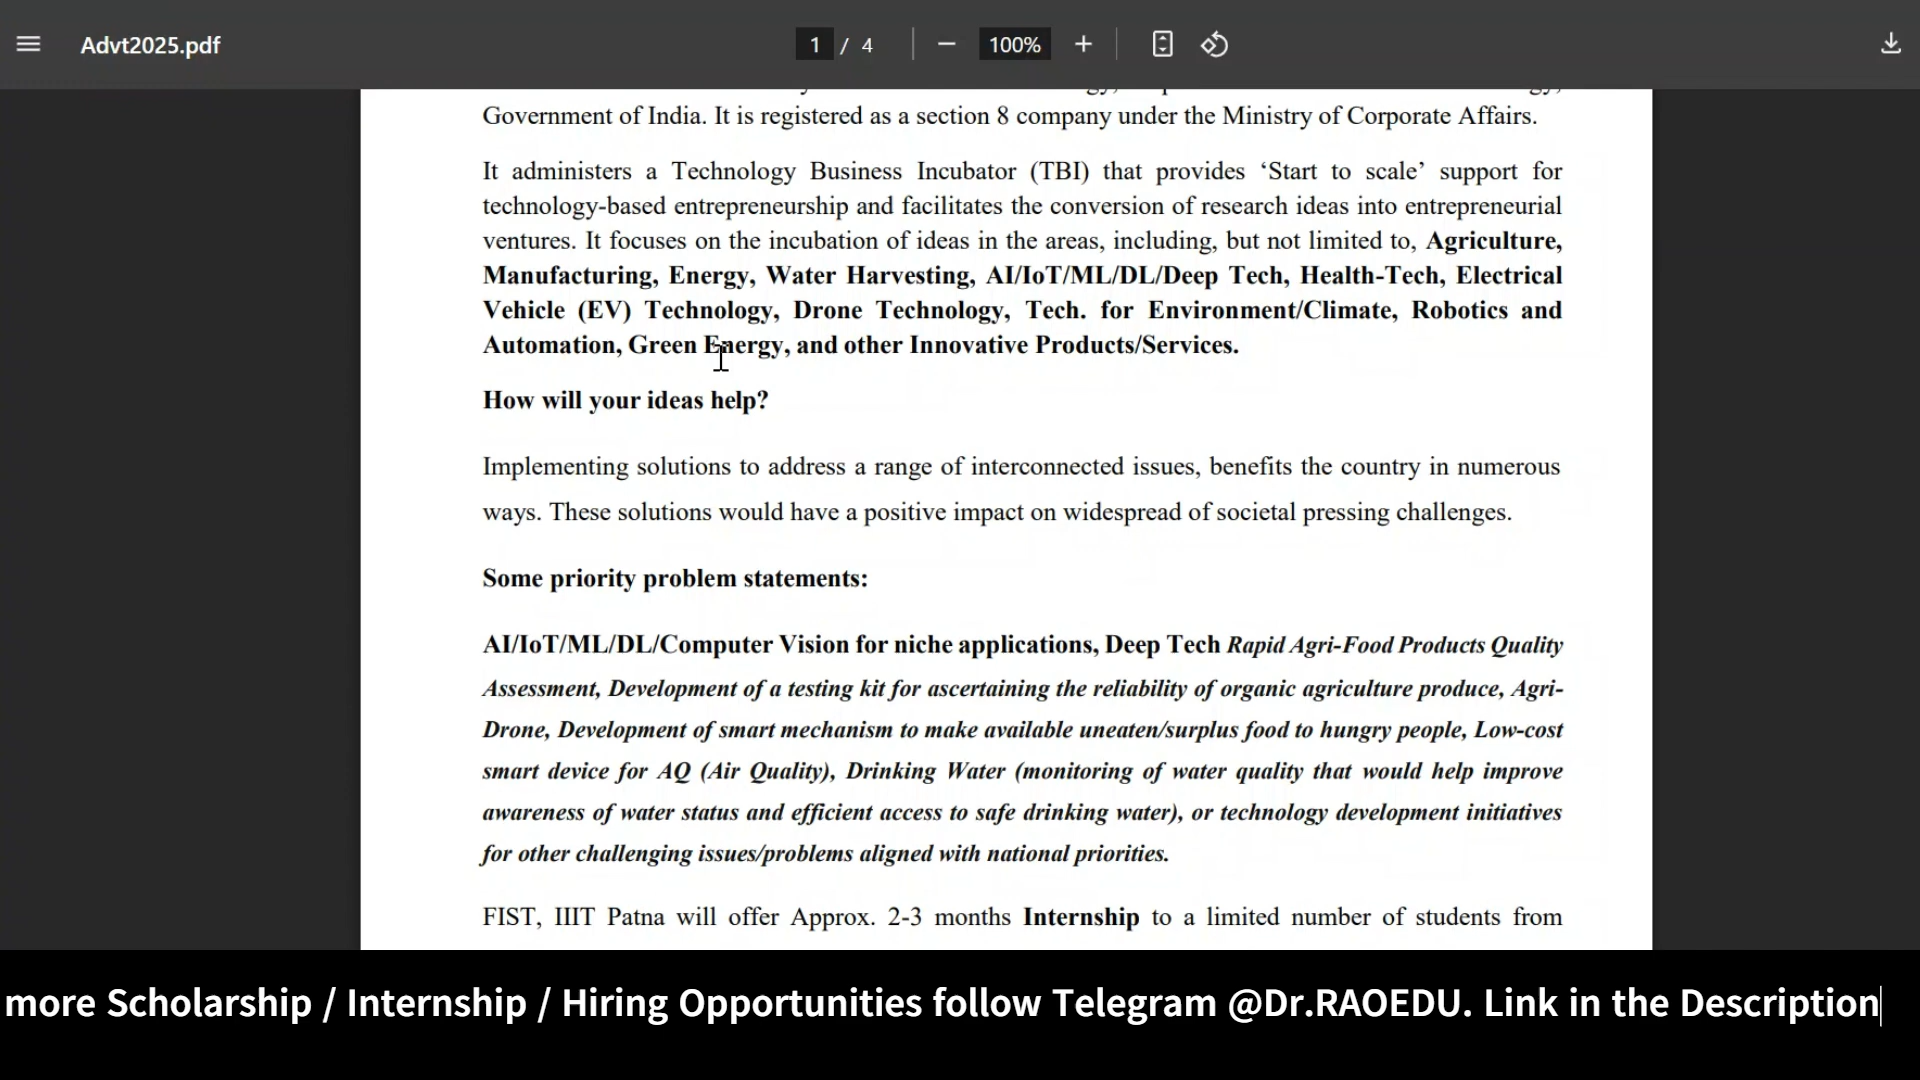 Advt2025.pdf
1 / 4
100%
Government of India. It is registered as a section 8 company under the Ministry of Corporate Affairs.
It administers a Technology Business Incubator (TBI) that provides ‘Start to scale’ support for
technology-based entrepreneurship and facilitates the conversion of research ideas into entrepreneurial
ventures. It focuses on the incubation of ideas in the areas, including, but not limited to, Agriculture,
Manufacturing, Energy, Water Harvesting, AI/IoT/ML/DL/Deep Tech, Health-Tech, Electrical
Vehicle (EV) Technology, Drone Technology, Tech. for Environment/Climate, Robotics and
Automation, Green Energy, and other Innovative Products/Services.
How will your ideas help?
Implementing solutions to address a range of interconnected issues, benefits the country in numerous
ways. These solutions would have a positive impact on widespread of societal pressing challenges.
Some priority problem statements:
AI/IoT/ML/DL/Computer Vision for niche applications, Deep Tech Rapid Agri-Food Products Quality
Assessment, Development of a testing kit for ascertaining the reliability of organic agriculture produce, Agri-
Drone, Development of smart mechanism to make available uneaten/surplus food to hungry people, Low-cost
smart device for AQ (Air Quality), Drinking Water (monitoring of water quality that would help improve
awareness of water status and efficient access to safe drinking water), or technology development initiatives
for other challenging issues/problems aligned with national priorities.
FIST, IIIT Patna will offer Approx. 2-3 months Internship to a limited number of students from
more Scholarship / Internship / Hiring Opportunities follow Telegram @Dr.RAOEDU. Link in the Description